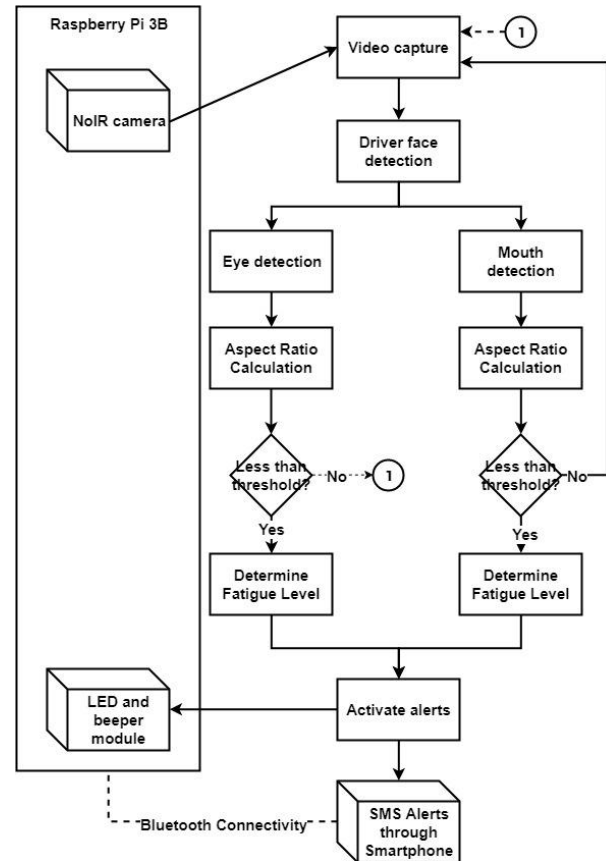 Raspberry Pi 3B
Video capture
1
NoIR camera
Driver face
detection
Eye detection
Mouth
detection
Aspect Ratio
Calculation
Aspect Ratio
Calculation
Less than
threshold?
No
1
Less than
threshold?
No
Yes
Yes
Determine
Fatigue Level
Determine
Fatigue Level
LED and
beeper
module
Activate alerts
Bluetooth Connectivity
SMS Alerts
through
Smartphone